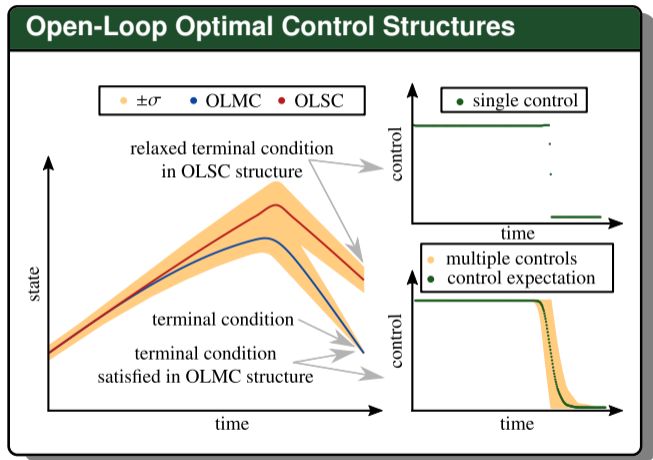 Open-Loop Optimal Control Structures
±σ OLMC OLSC
relaxed terminal condition
in OLSC structure
state
terminal condition
terminal condition
satisfied in OLMC structure
time
single control
control
time
multiple controls
control expectation
control
time